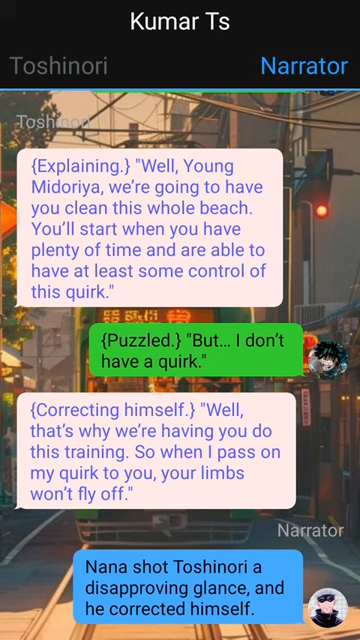 Kumar Ts
Toshinori
Narrator
Toshinori
{Explaining.} "Well, Young
Midoriya, we're going to have
you clean this whole beach.
You'll start when you have
plenty of time and are able to
have at least some control of
this quirk."
{Puzzled.} "But... I don't
have a quirk."
{Correcting himself.} "Well,
that's why we're having you do
this training. So when I pass on
my quirk to you, your limbs
won't fly off."
Narrator
Nana shot Toshinori a
disapproving glance, and
he corrected himself.